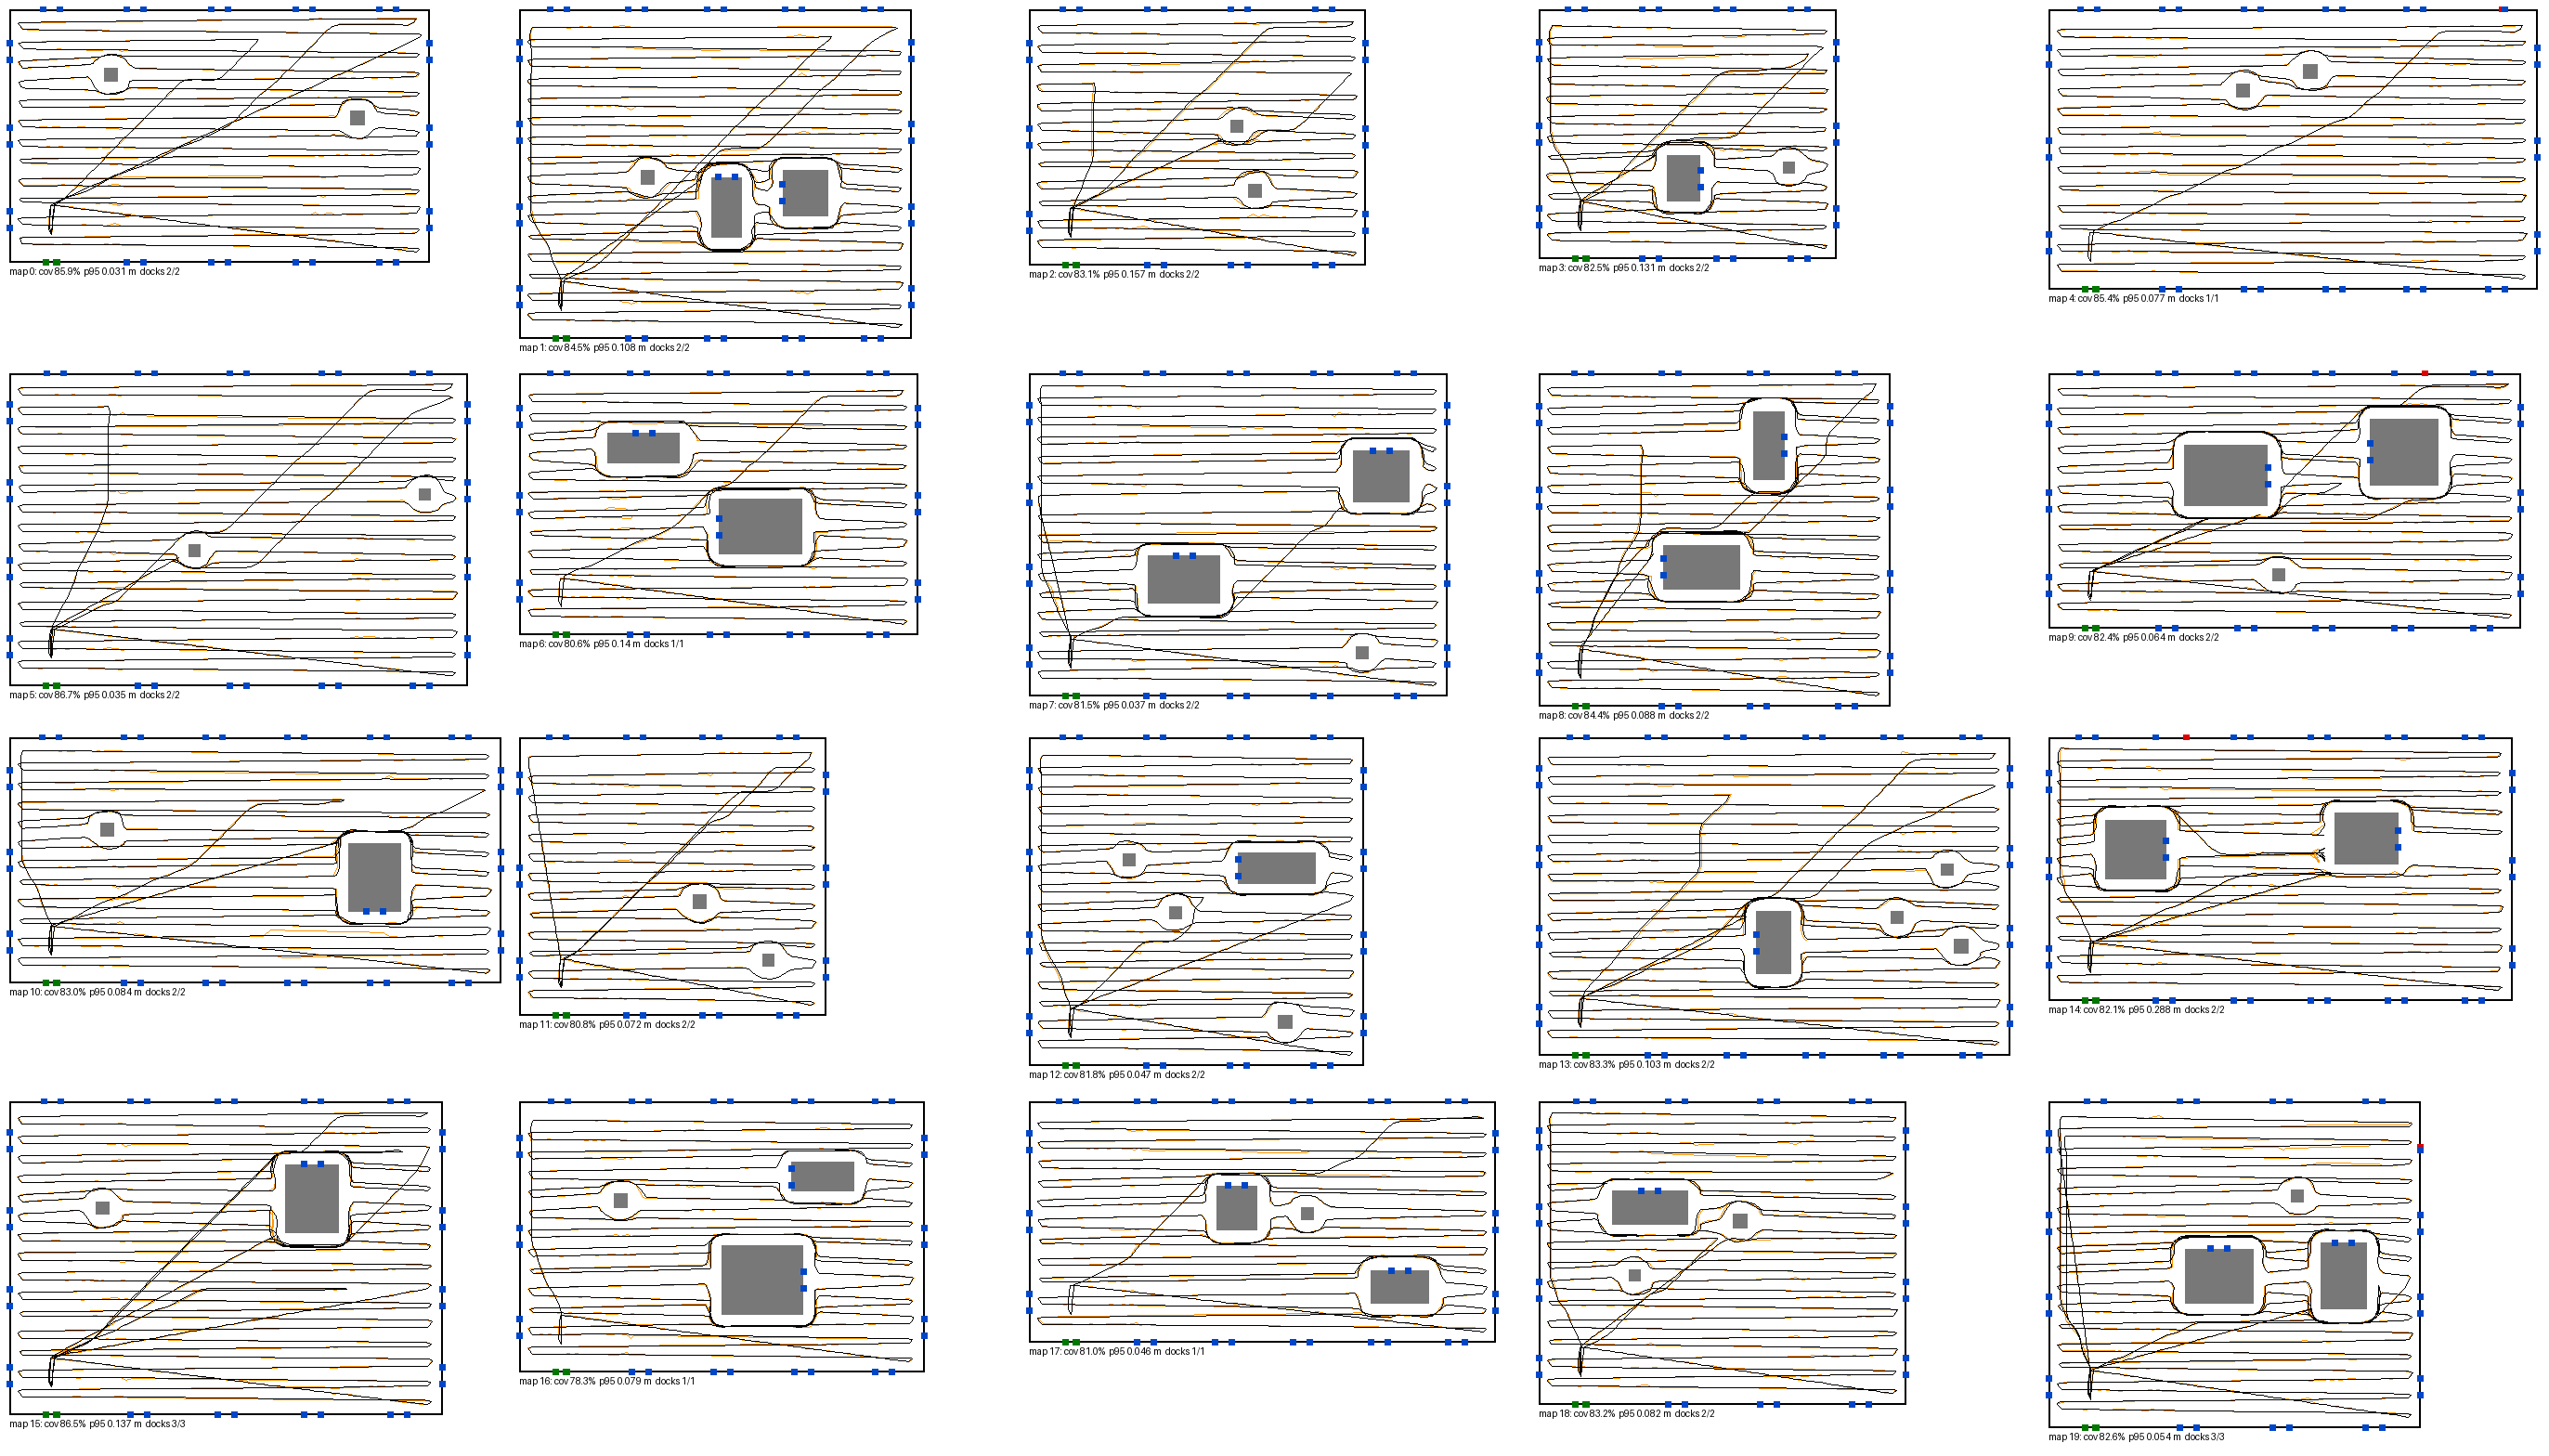 map 0: cov 85.9% p95 0.031 m docks 2/2
map 1: cov 84.5% p95 0.108 m docks 2/2
map 2: cov 83.1% p95 0.157 m docks 2/2
map 3: cov 82.5% p95 0.131 m docks 2/2
map 4: cov 85.4% p95 0.077 m docks 1/1
map 5: cov 86.7% p95 0.035 m docks 2/2
map 6: cov 80.6% p95 0.14 m docks 1/1
map 7: cov 81.5% p95 0.037 m docks 2/2
map 8: cov 84.4% p95 0.088 m docks 2/2
map 9: cov 82.4% p95 0.064 m docks 2/2
map 10: cov 83.0% p95 0.084 m docks 2/2
map 11: cov 80.8% p95 0.072 m docks 2/2
map 12: cov 81.8% p95 0.047 m docks 2/2
map 13: cov 83.3% p95 0.103 m docks 2/2
map 14: cov 82.1% p95 0.288 m docks 2/2
map 15: cov 86.5% p95 0.137 m docks 3/3
map 16: cov 78.3% p95 0.079 m docks 1/1
map 17: cov 81.0% p95 0.046 m docks 1/1
map 18: cov 83.2% p95 0.082 m docks 2/2
map 19: cov 82.6% p95 0.054 m docks 3/3